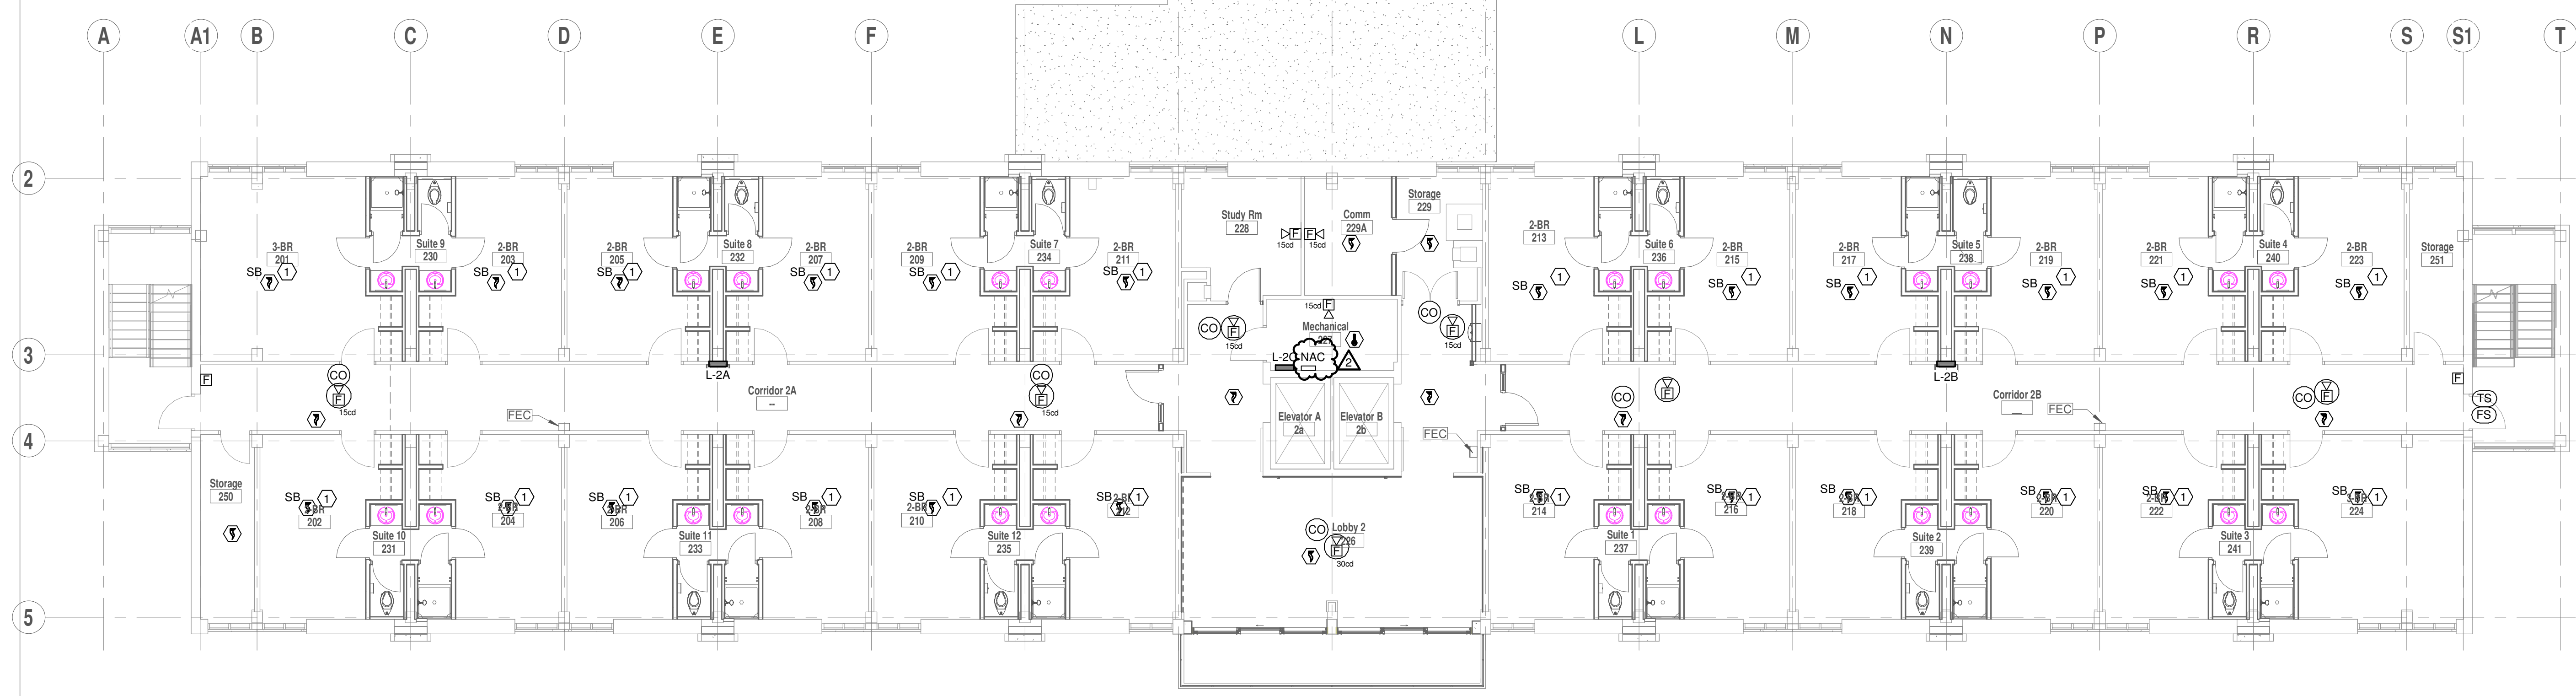 A A1 B C D E F L M N P R S S1 T
2
Study Rm
228
Comm
229A
Storage
229
3-BR
201
Suite 9
230
2-BR
203
2-BR
205
Suite 8
232
2-BR
207
2-BR
209
Suite 7
234
2-BR
211
2-BR
213
Suite 6
236
2-BR
215
2-BR
217
Suite 5
238
2-BR
219
2-BR
221
Suite 4
240
2-BR
223
Storage
251
SB 1
SB 1
SB 1
SB 1
SB 1
SB 1
SB 1
SB 1
SB 1
SB 1
SB 1
SB 1
F F
15cd 15cd
15cd F
Mechanical
CO F
15cd
CO F
15cd
3
L-2C NAC 2
L-2A
L-2B
F
CO
F
15cd
Corridor 2A
CO
F
15cd
FEC
Elevator A
2a
Elevator B
2b
FEC
CO F
Corridor 2B
FEC
CO F
F
TS
FS
4
Storage
250
SB 1
202
SB 1
204
SB 1
206
SB 1
208
SB 1
2-BR
210
SB 1
SB 1
214
SB 1
216
SB 1
218
SB 1
220
SB 1
222
SB 1
224
Suite 10
231
Suite 11
233
Suite 12
235
CO Lobby 2
226
F
30cd
Suite 1
237
Suite 2
239
Suite 3
241
5